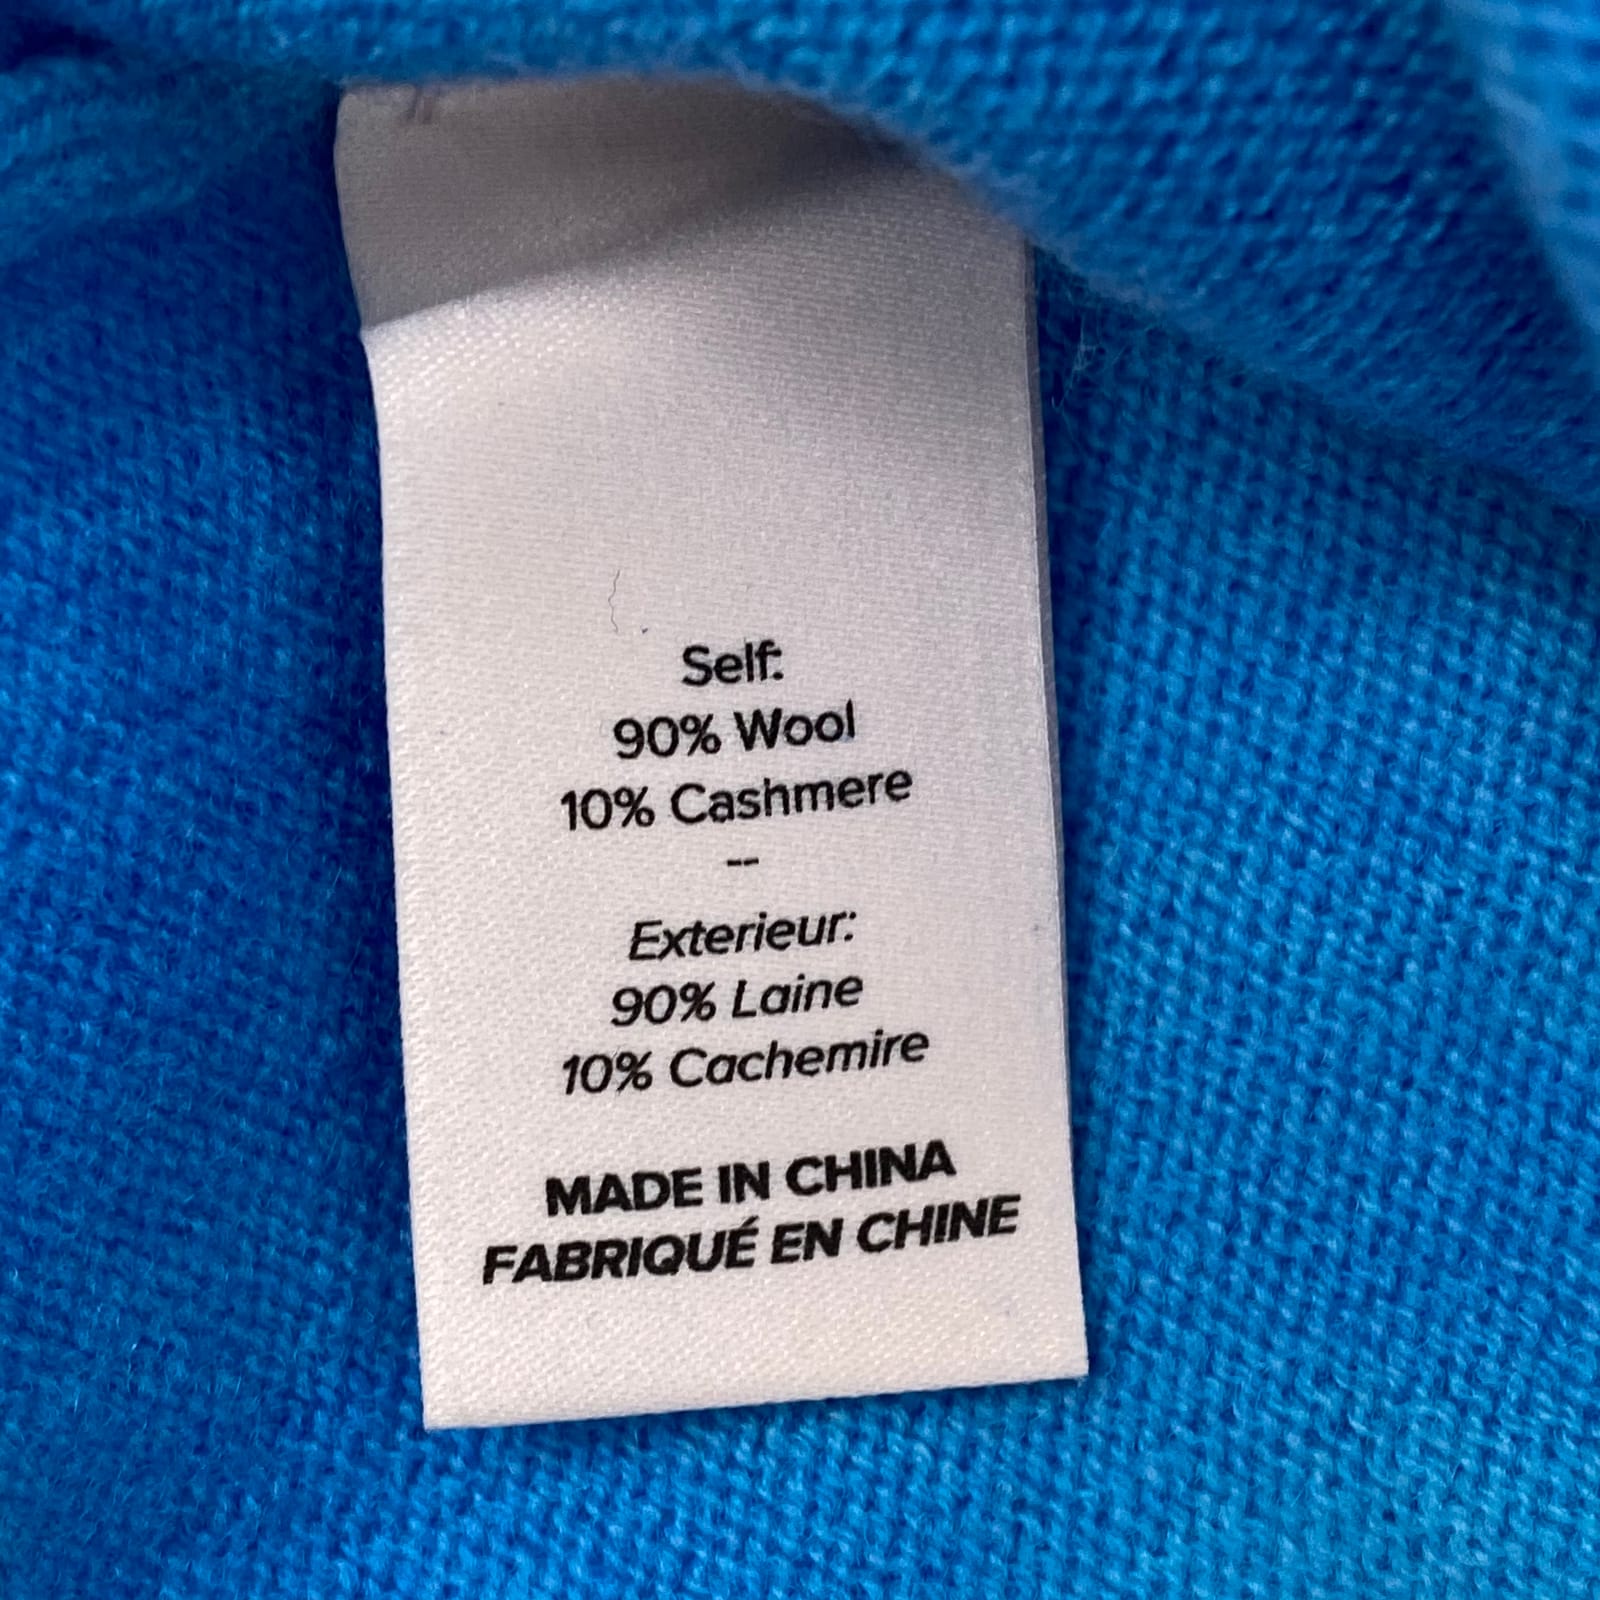 Self:
90% Wool
10% Cashmere
--
Exterieur:
90% Laine
10% Cachemire
MADE IN CHINA
FABRIQUÉ EN CHINE